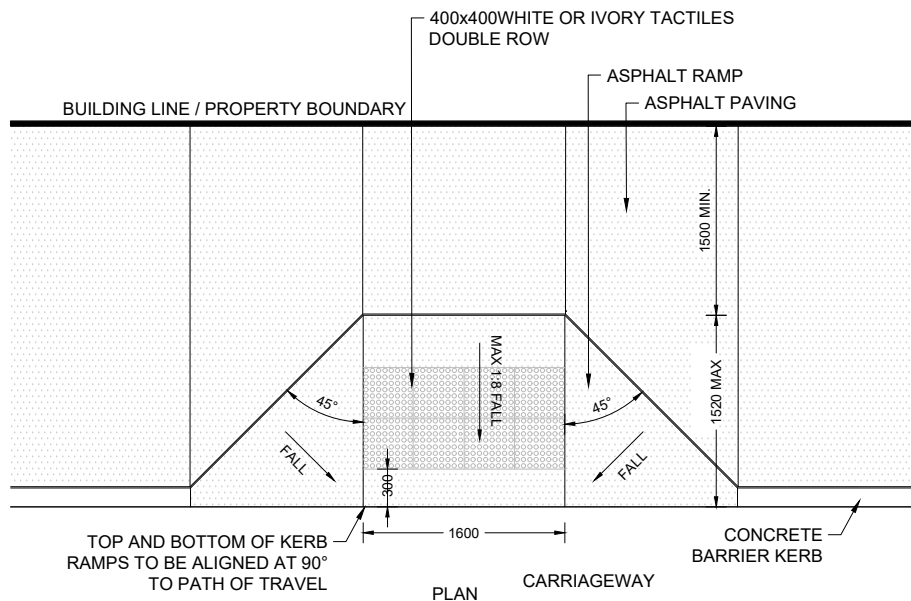 400x400WHITE OR IVORY TACTILES
DOUBLE ROW
ASPHALT RAMP
ASPHALT PAVING
BUILDING LINE / PROPERTY BOUNDARY
1500 MIN.
MAX 1:8 FALL
1520 MAX
45°
45°
FALL
FALL
300
1600
TOP AND BOTTOM OF KERB
RAMPS TO BE ALIGNED AT 90°
TO PATH OF TRAVEL
CONCRETE
BARRIER KERB
CARRIAGEWAY
PLAN